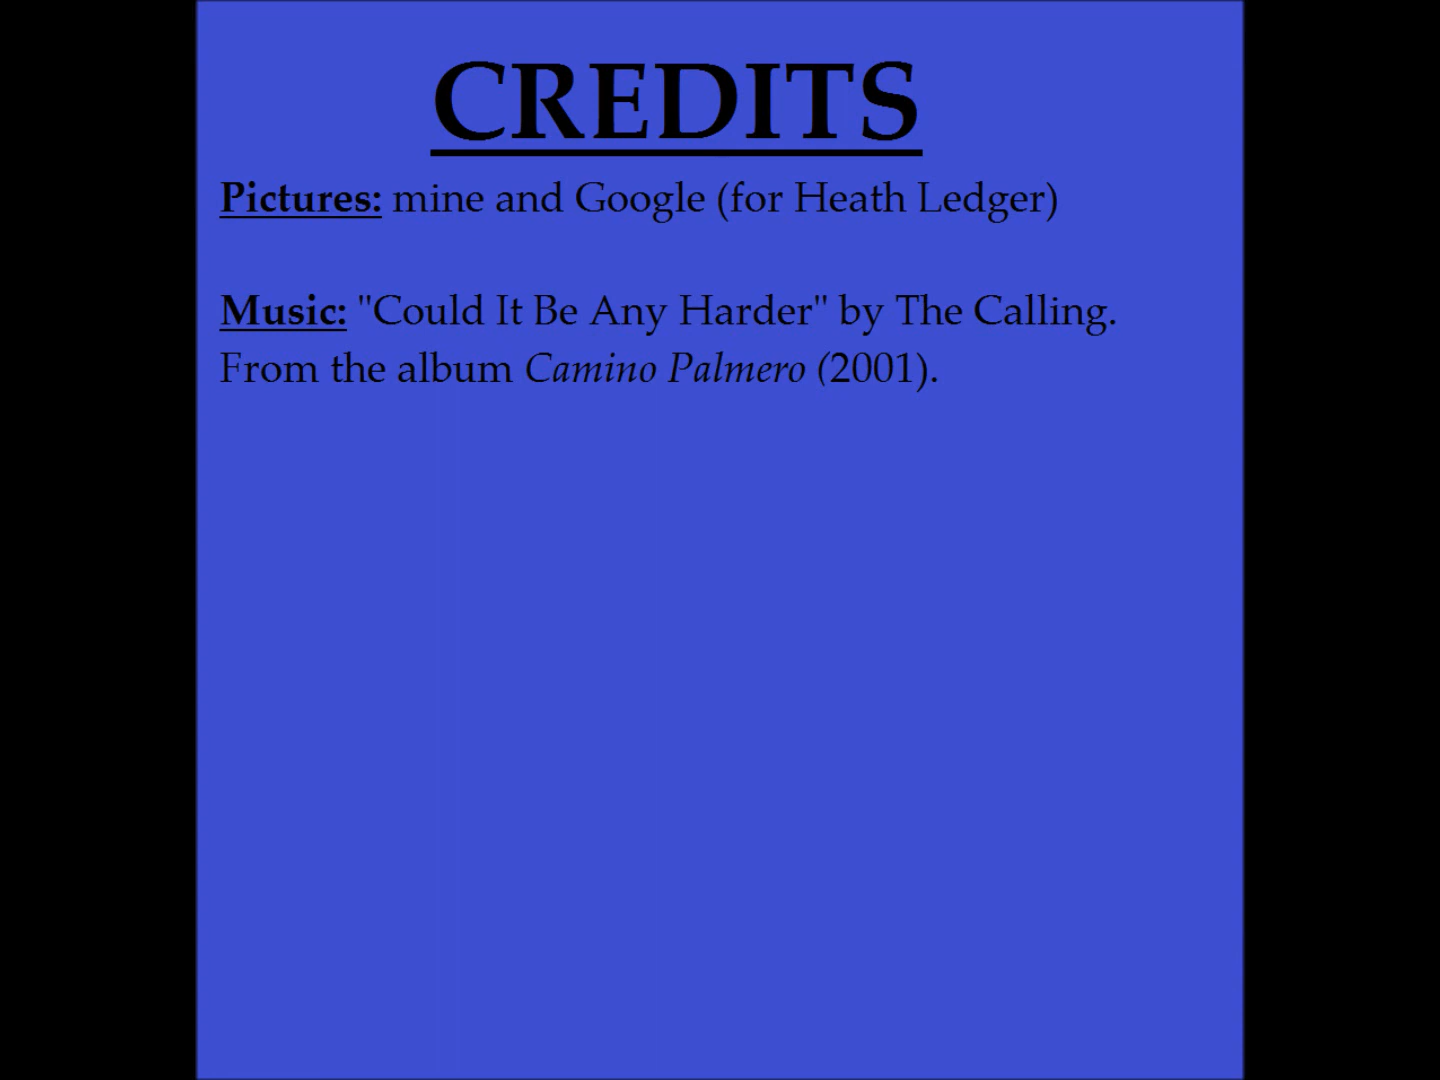 CREDITS
Pictures: mine and Google (for Heath Ledger)
Music: "Could It Be Any Harder" by The Calling.
From the album Camino Palmero (2001).